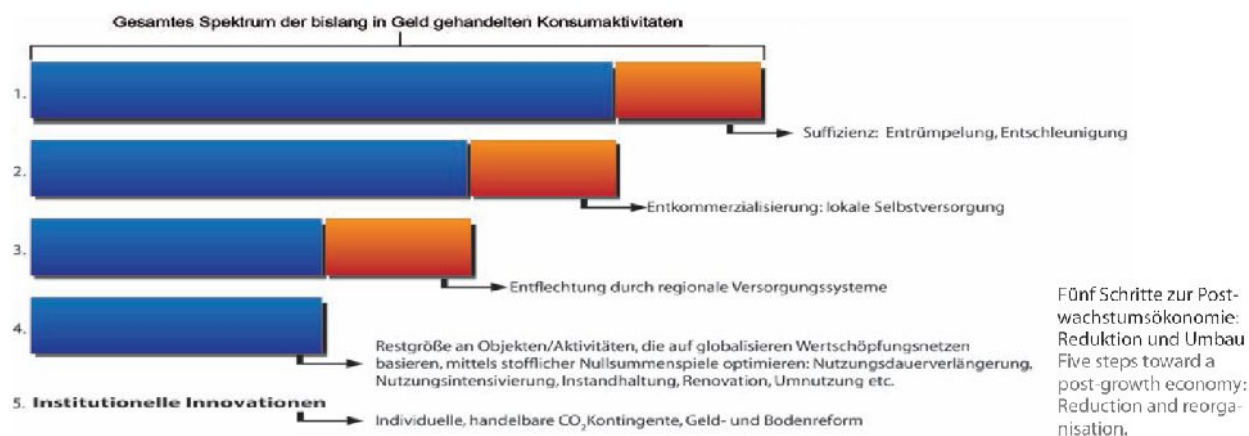 Gesamtes Spektrum der bislang in Geld gehandelten Konsumaktivitäten
1.
Suffizienz: Entrümpelung, Entschleunigung
2.
Entkommerzialisierung: lokale Selbstversorgung
3.
Entflechtung durch regionale Versorgungssysteme
4.
Restgröße an Objekten/Aktivitäten, die auf globalisieren Wertschöpfungsnetzen
basieren, mittels stofflicher Nullsummenspiele optimieren: Nutzungsdauerverlängerung,
Nutzungsintensivierung, Instandhaltung, Renovation, Umnutzung etc.
5. Institutionelle Innovationen
Individuelle, handelbare CO₂Kontingente, Geld- und Bodenreform
Fünf Schritte zur Post-
wachstumsökonomie:
Reduktion und Umbau
Five steps toward a
post-growth economy:
Reduction and reorga-
nisation.